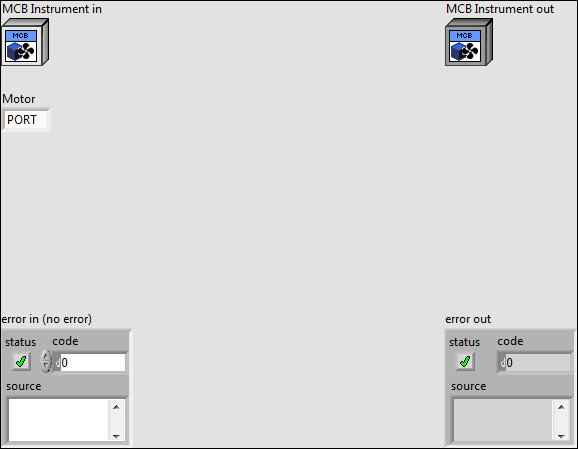 MCB Instrument in
MCB Instrument out
MCB
MCB
Motor
PORT
error in (no error)
error out
status code
status code
d 0
d 0
source
source